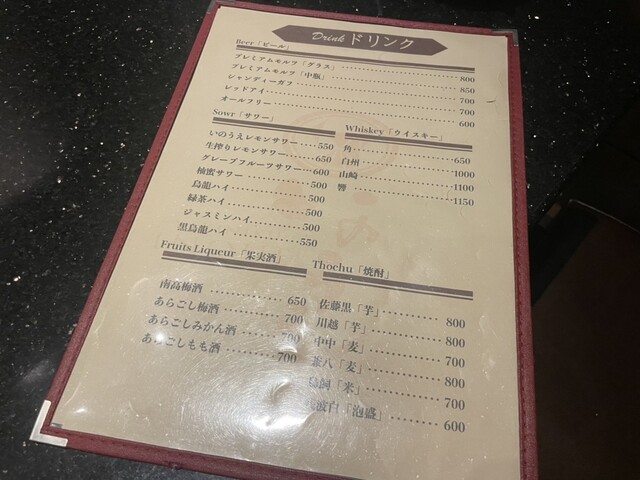 Drink ドリンク
Beer「ビール」
プレミアムモルツ「グラス」 800
プレミアムモルツ「中瓶」 850
シャンディーガフ 700
レッドアイ 700
オールフリー 600
Sowr「サワー」
いのうえレモンサワー 550
生搾りレモンサワー 650
グレープフルーツサワー 600
柚蜜サワー 500
烏龍ハイ 500
緑茶ハイ 500
ジャスミンハイ 500
黒烏龍ハイ 550
Whiskey「ウイスキー」
角 650
白州 1000
山崎 1100
響 1150
Fruits Liqueur「果実酒」
南高梅酒 650
あらごし梅酒 700
あらごしみかん酒 700
あらごしもも酒 700
Thochu「焼酎」
佐藤黒「芋」 800
川越「芋」 800
中中「麦」 700
兼八「麦」 800
鳥飼「米」 700
波白「泡盛」 600